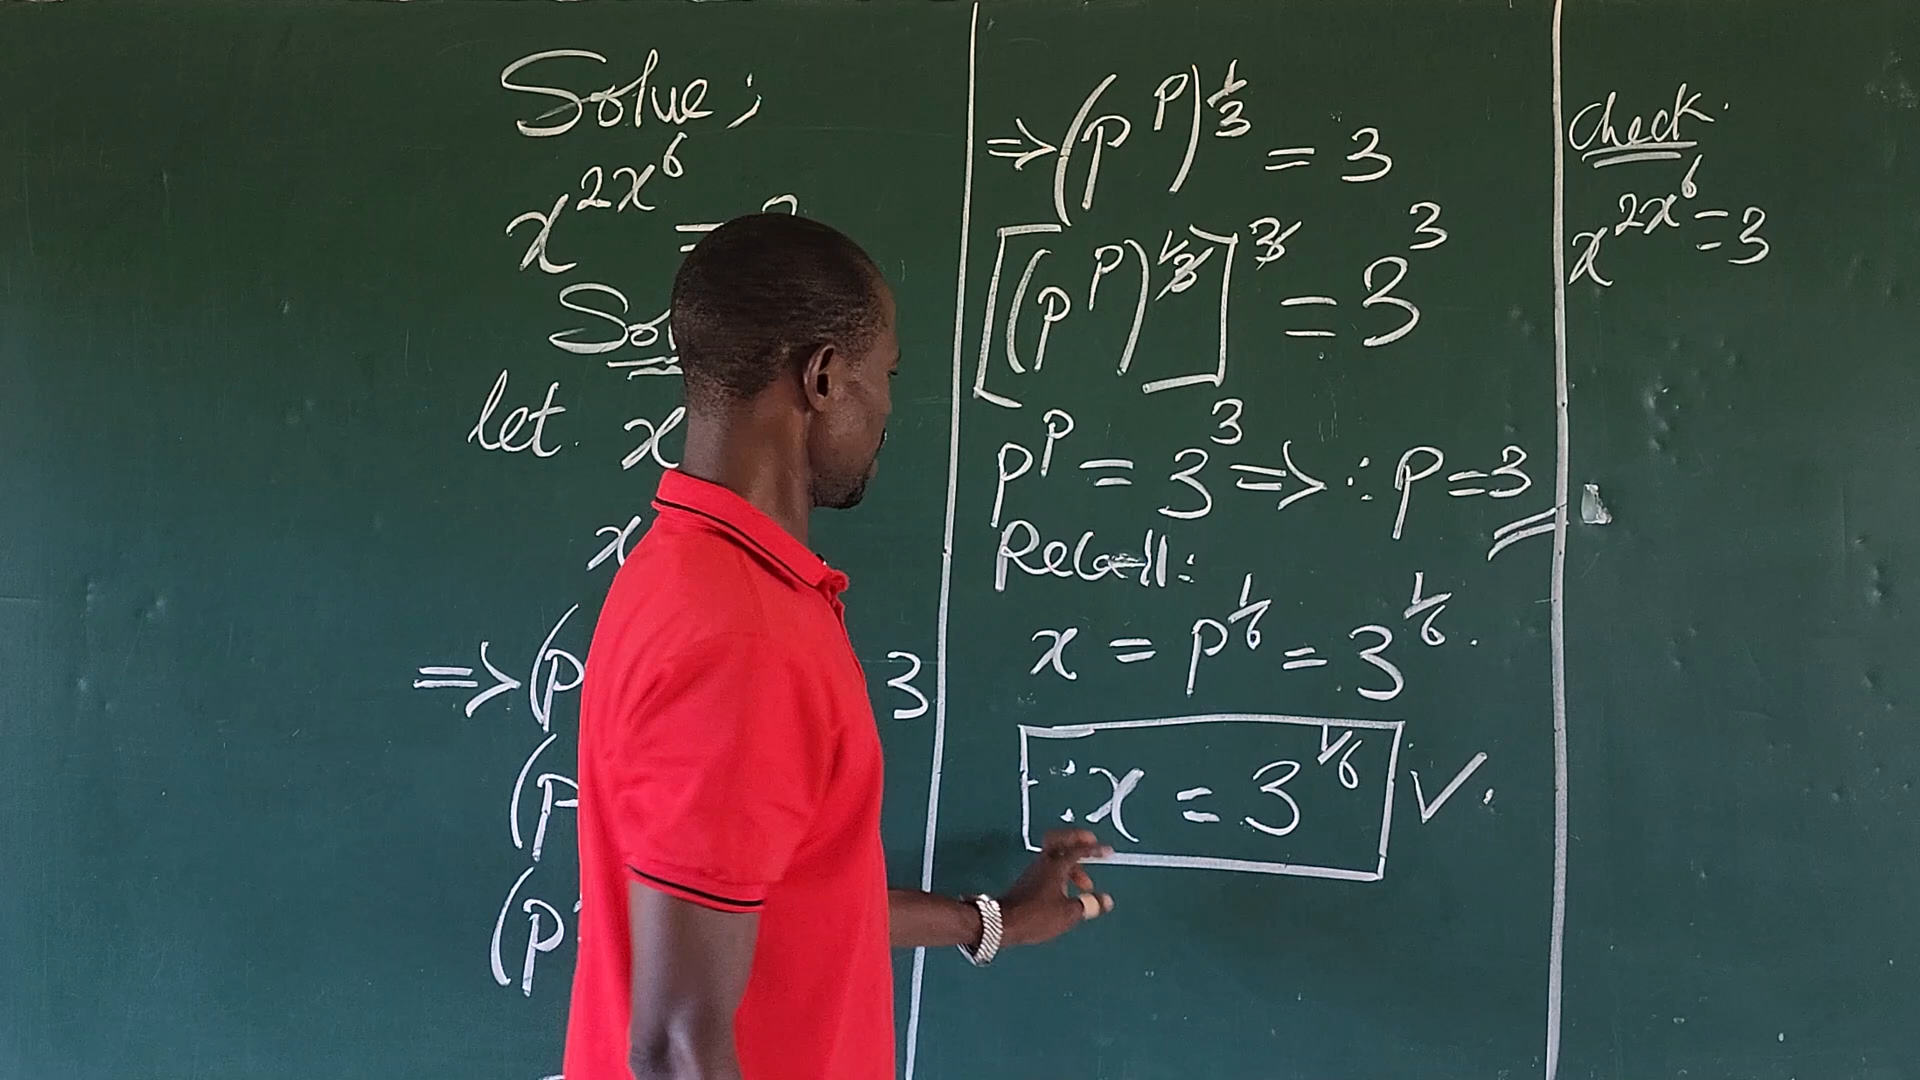 Solve;
x^{2x^6} =
So
let x
x
=> (p 3
(p
(p
=> (p^p)^{1/3} = 3
[(p^p)^{1/3}]^3 = 3^3
p^p = 3^3 => ∴ p = 3
Recall:
x = p^{1/6} = 3^{1/6}.
∴ x = 3^{1/6} ✓.
Check.
x^{2x^6} = 3